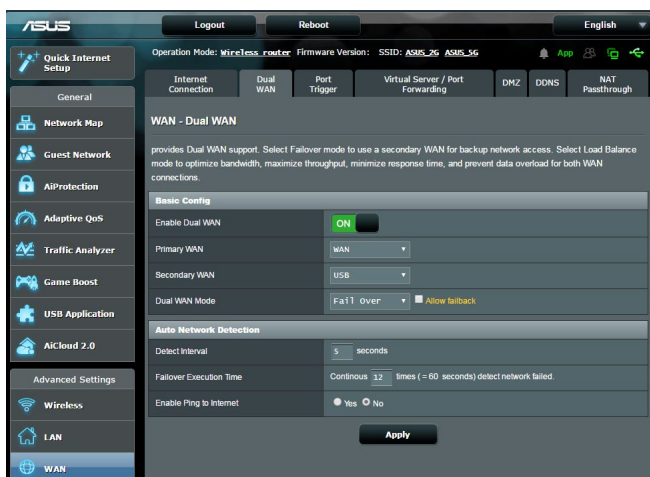 ASUS
Logout
Reboot
English
Quick Internet
Setup
General
Network Map
Guest Network
AiProtection
Adaptive QoS
Traffic Analyzer
Game Boost
USB Application
AiCloud 2.0
Advanced Settings
Wireless
LAN
WAN
Operation Mode: Wireless router Firmware Version: SSID: ASUS_2G ASUS_5G
App
Internet
Connection
Dual
WAN
Port
Trigger
Virtual Server / Port
Forwarding
DMZ
DDNS
NAT
Passthrough
WAN - Dual WAN
provides Dual WAN support. Select Failover mode to use a secondary WAN for backup network access. Select Load Balance
mode to optimize bandwidth, maximize throughput, minimize response time, and prevent data overload for both WAN
connections.
Basic Config
Enable Dual WAN ON
Primary WAN WAN
Secondary WAN USB
Dual WAN Mode Fail Over Allow failback
Auto Network Detection
Detect Interval 5 seconds
Failover Execution Time Continous 12 times ( = 60 seconds) detect network failed.
Enable Ping to Internet Yes No
Apply